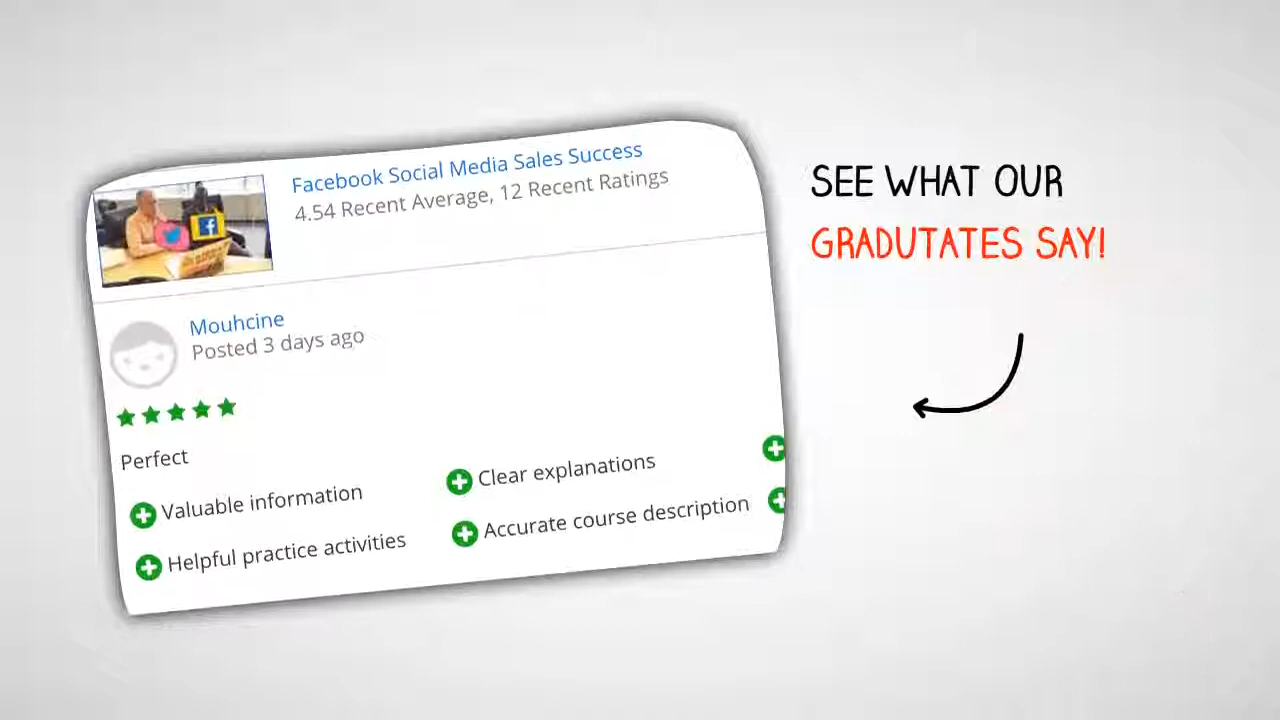 Facebook Social Media Sales Success
4.54 Recent Average, 12 Recent Ratings
Mouhcine
Posted 3 days ago
Perfect
Valuable information
Clear explanations
Helpful practice activities
Accurate course description
SEE WHAT OUR
GRADUTATES SAY!